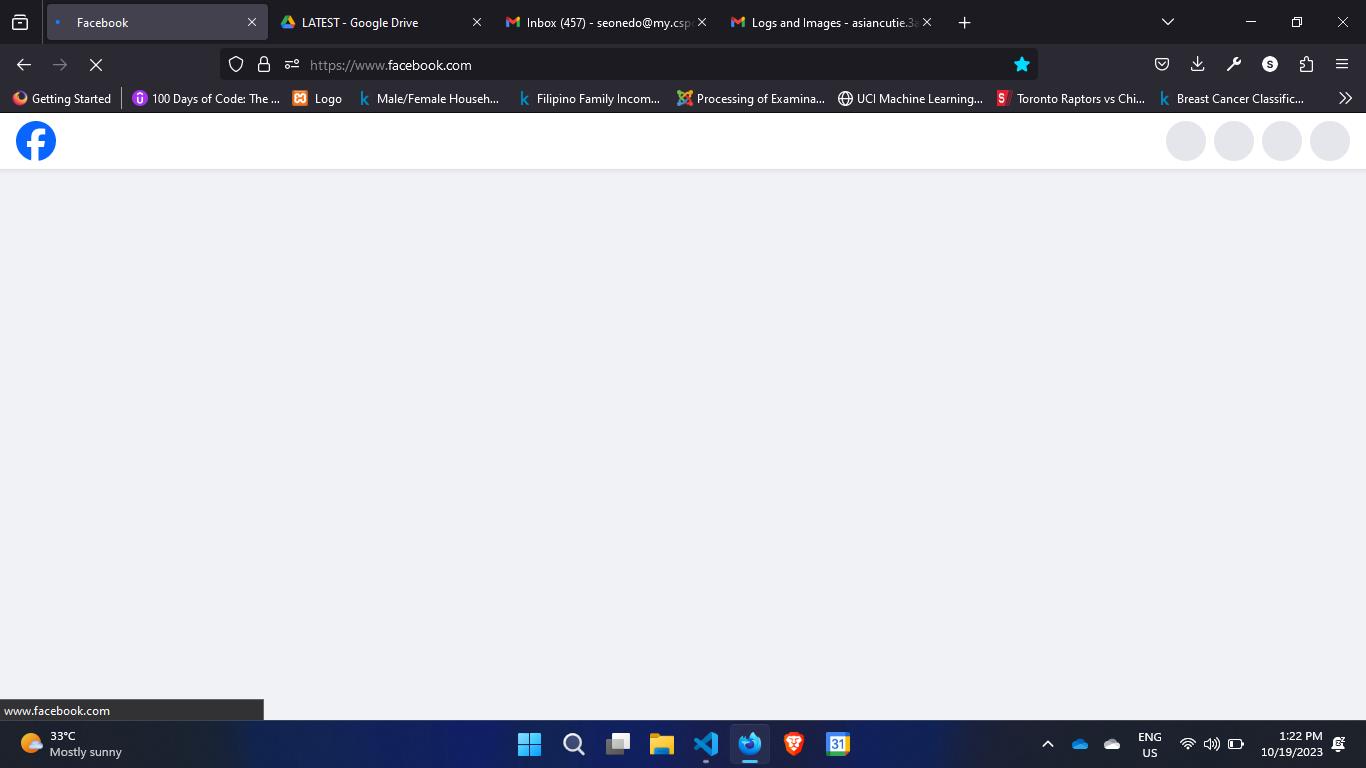 Facebook
LATEST - Google Drive
Inbox (457) - seonedo@my.csp
Logs and Images - asiancutie.3
https://www.facebook.com
Getting Started
100 Days of Code: The ...
Logo
Male/Female Househ...
Filipino Family Incom...
Processing of Examina...
UCI Machine Learning...
Toronto Raptors vs Chi...
Breast Cancer Classific...
www.facebook.com
33°C
Mostly sunny
31
ENG
US
1:22 PM
10/19/2023